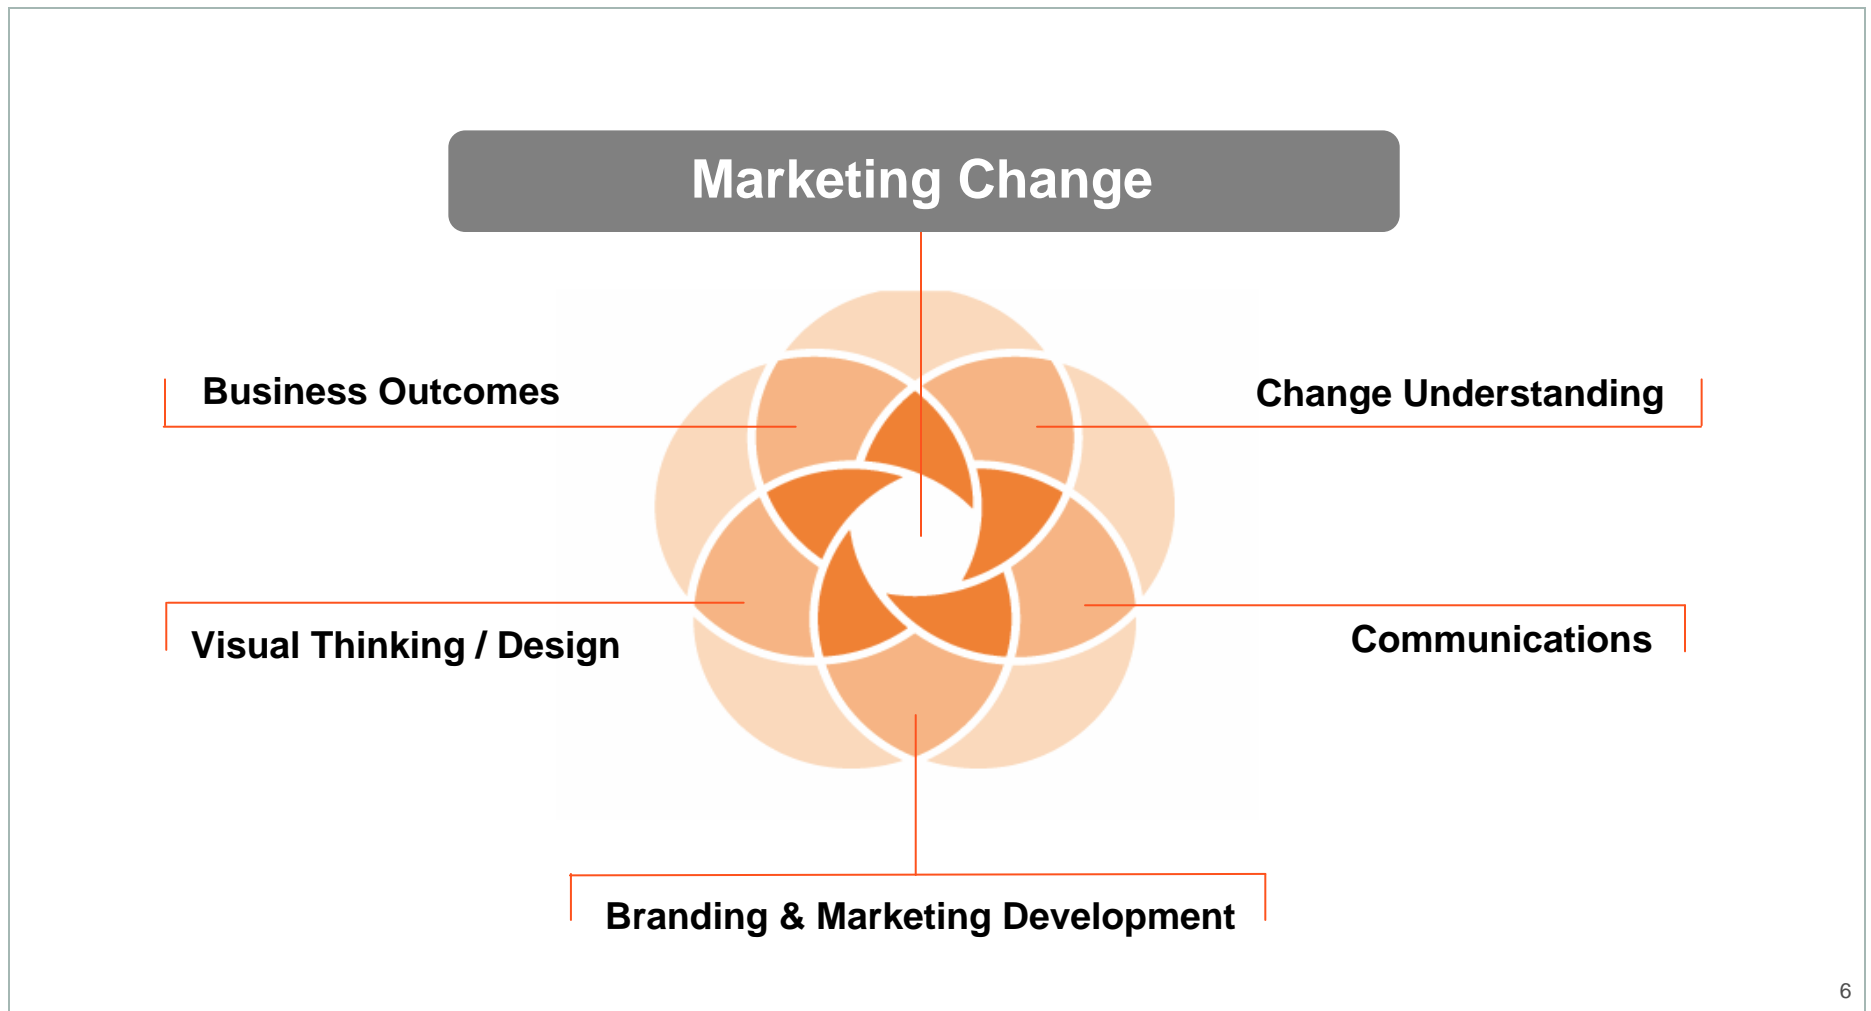 Marketing Change
Business Outcomes
Change Understanding
Visual Thinking / Design
Communications
Branding & Marketing Development
6